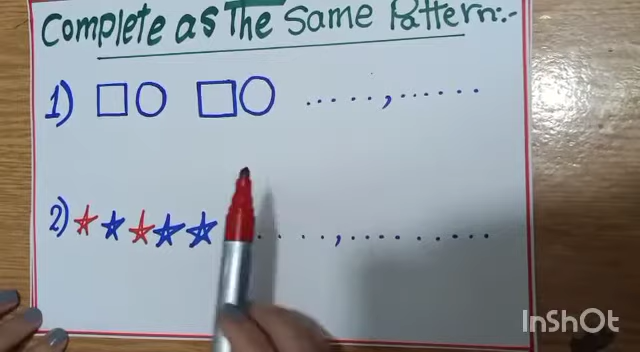 Complete as The Same Pattern:-
1) ......,.......
2) ....,.........
InShOt